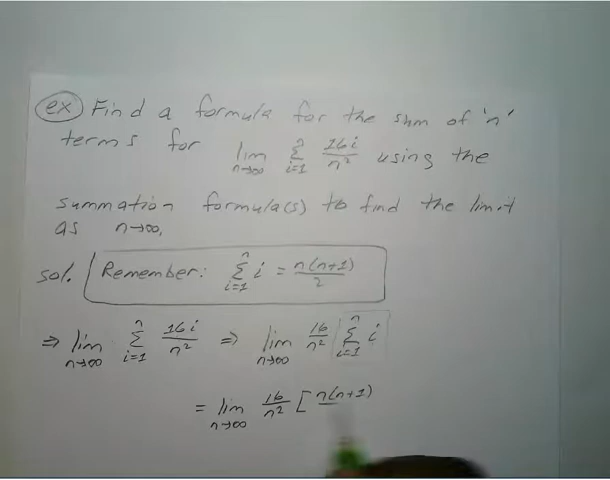 ex Find a formula for the sum of 'n'
terms for lim n→∞ Σ i=1 n 16i/n² using the
summation formula(s) to find the limit
as n→∞.
sol. Remember: Σ i=1 n i = n(n+1)/2
⇒ lim n→∞ Σ i=1 n 16i/n² ⇒ lim n→∞ 16/n² Σ i=1 n i
= lim n→∞ 16/n² [ n(n+1)